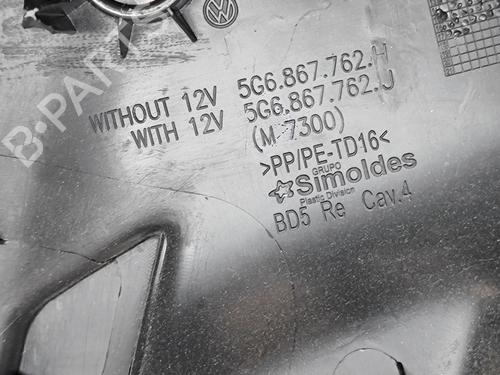 WITHOUT 12V 5G6.867.762.H
WITH 12V 5G6.867.762.J
(M 7300)
>PP/PE-TD16<
GRUPO
Simoldes
Plastic Division
BD5 Re Cav.4
B-PARTS